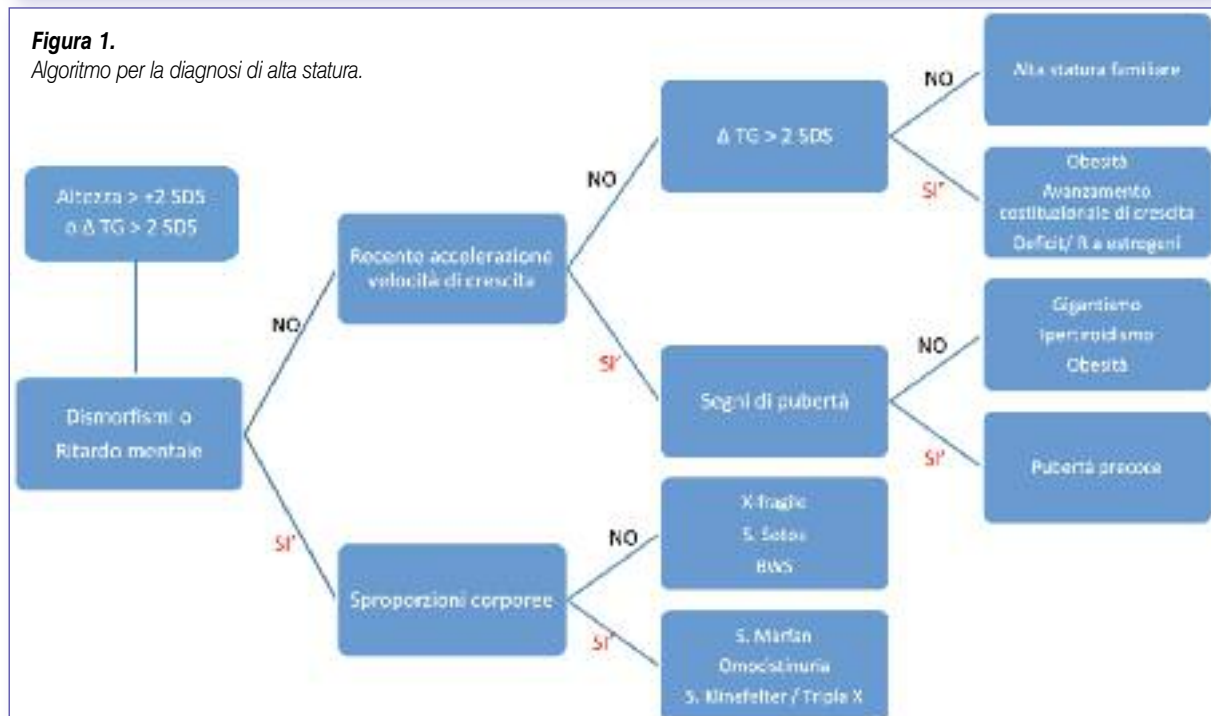 Figura 1.
Algoritmo per la diagnosi di alta statura.
Altezza > +2 SDS
o Δ TG > 2 SDS
Dismorfismi o
Ritardo mentale
NO
SI'
Recente accelerazione
velocità di crescita
NO
SI'
Sproporzioni corporee
NO
SI'
Δ TG > 2 SDS
NO
SI'
Segni di pubertà
NO
SI'
X-fragile
S. Sotos
BWS
S. Marfan
Omocistinuria
S. Klinefelter / Tripla X
Alta statura familiare
Obesità
Avanzamento
costituzionale di crescita
Deficit/ R a estrogeni
Gigantismo
Ipertiroidismo
Obesità
Pubertà precoce